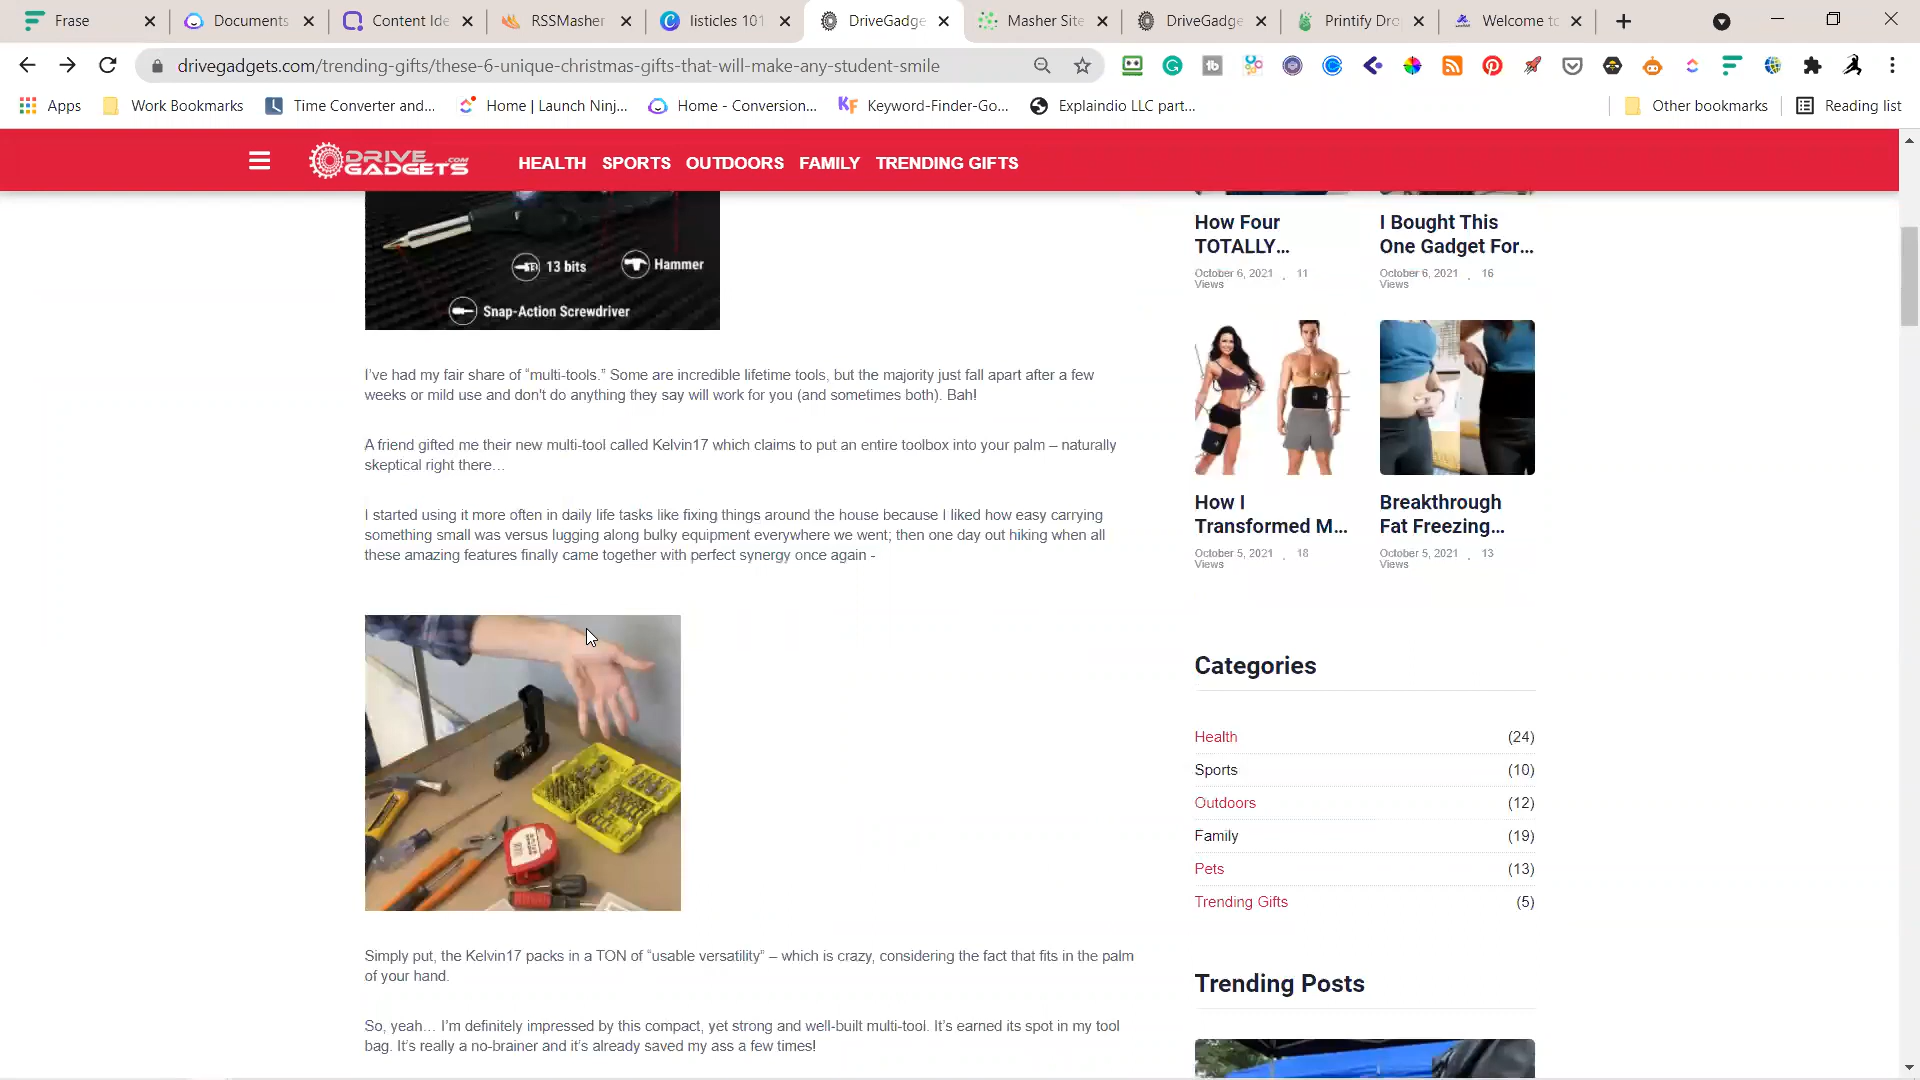 Frase
Documents
Content Ide
RSSMasher
listicles 101
DriveGadge
Masher Site
DriveGadge
Printify Dro
Welcome to
drivegadgets.com/trending-gifts/these-6-unique-christmas-gifts-that-will-make-any-student-smile
Apps
Work Bookmarks
Time Converter and...
Home | Launch Ninj...
Home - Conversion...
KF Keyword-Finder-Go...
Explaindio LLC part...
Other bookmarks
Reading list
DRIVE GADGETS.COM
HEALTH SPORTS OUTDOORS FAMILY TRENDING GIFTS
13 bits
Hammer
Snap-Action Screwdriver
I've had my fair share of “multi-tools.” Some are incredible lifetime tools, but the majority just fall apart after a few
weeks or mild use and don't do anything they say will work for you (and sometimes both). Bah!
A friend gifted me their new multi-tool called Kelvin17 which claims to put an entire toolbox into your palm – naturally
skeptical right there…
I started using it more often in daily life tasks like fixing things around the house because I liked how easy carrying
something small was versus lugging along bulky equipment everywhere we went; then one day out hiking when all
these amazing features finally came together with perfect synergy once again -
Simply put, the Kelvin17 packs in a TON of “usable versatility” – which is crazy, considering the fact that fits in the palm
of your hand.
So, yeah… I'm definitely impressed by this compact, yet strong and well-built multi-tool. It's earned its spot in my tool
bag. It's really a no-brainer and it's already saved my ass a few times!
How Four
TOTALLY...
October 6, 2021 . 11
Views
I Bought This
One Gadget For...
October 6, 2021 . 16
Views
How I
Transformed M...
October 5, 2021 . 18
Views
Breakthrough
Fat Freezing...
October 5, 2021 . 13
Views
Categories
Health (24)
Sports (10)
Outdoors (12)
Family (19)
Pets (13)
Trending Gifts (5)
Trending Posts